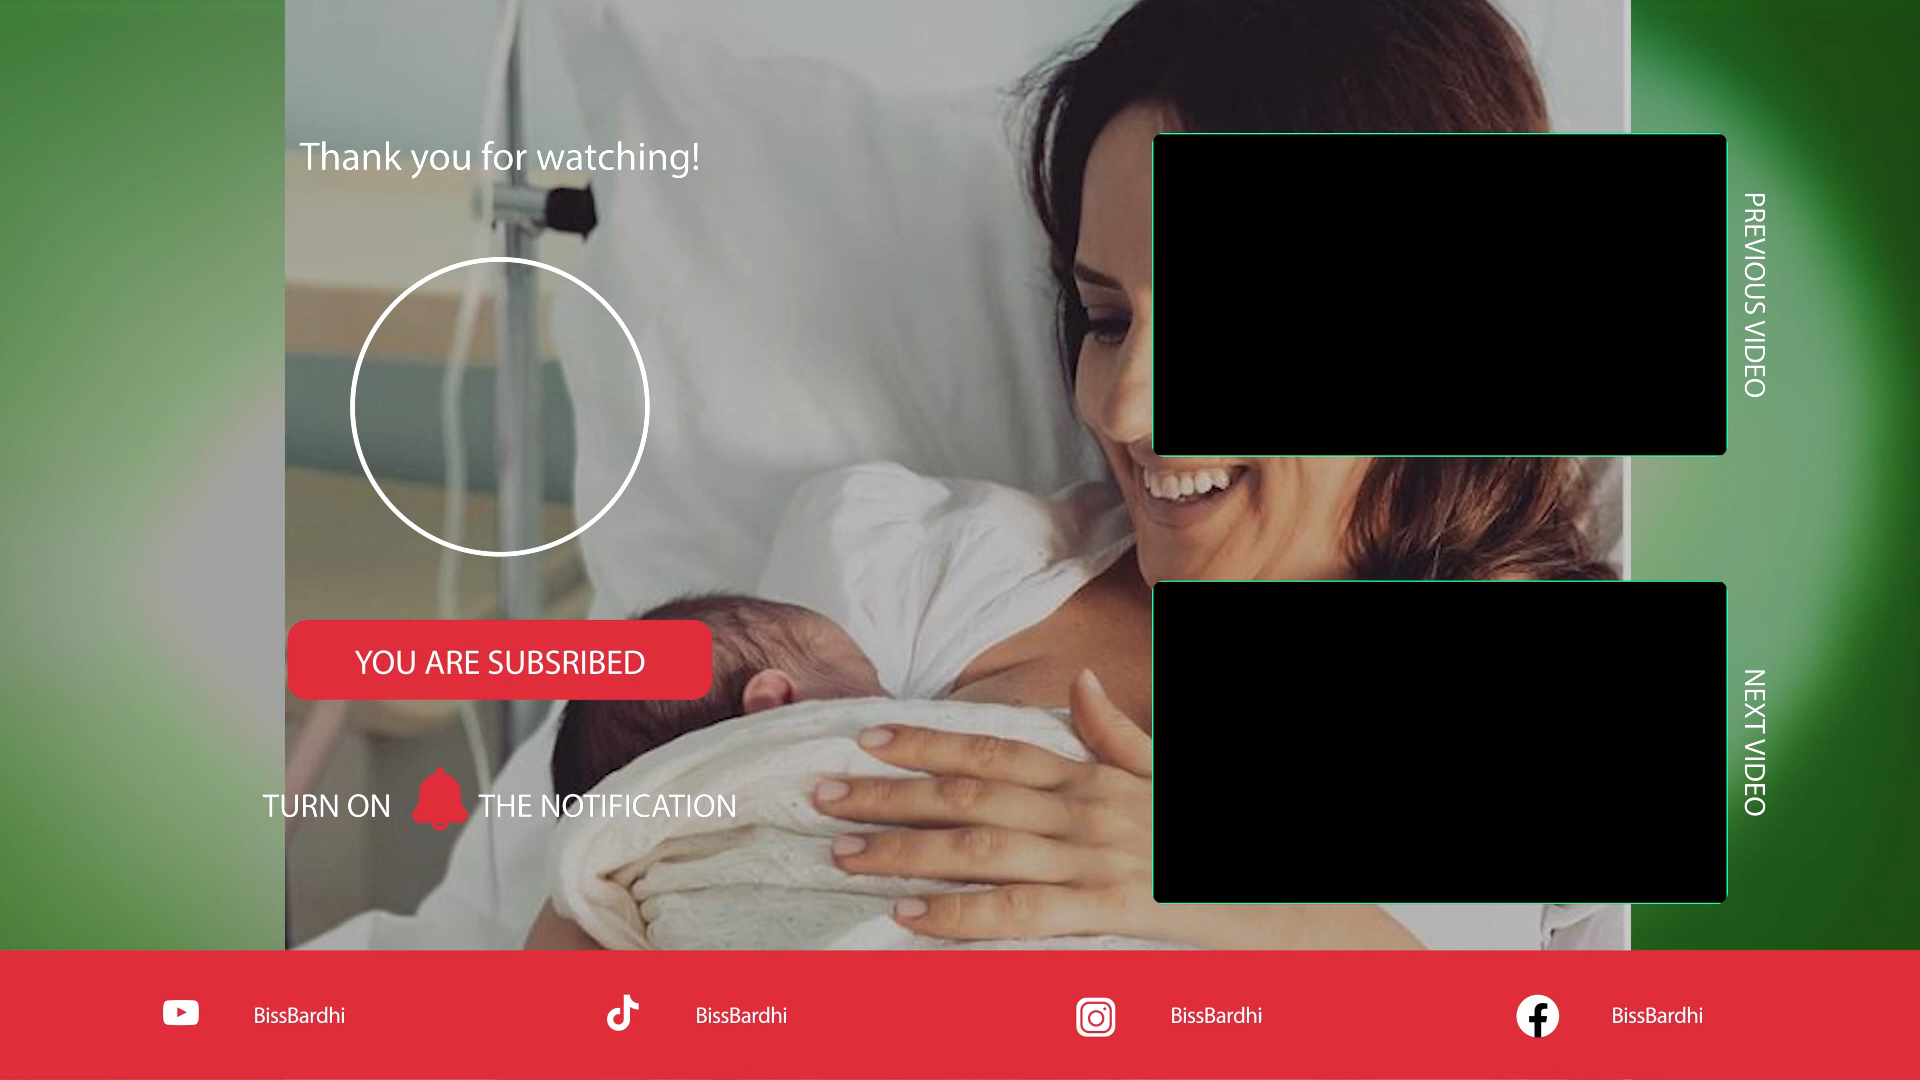 Thank you for watching!
YOU ARE SUBSRIBED
TURN ON THE NOTIFICATION
PREVIOUS VIDEO
NEXT VIDEO
BissBardhi
BissBardhi
BissBardhi
BissBardhi